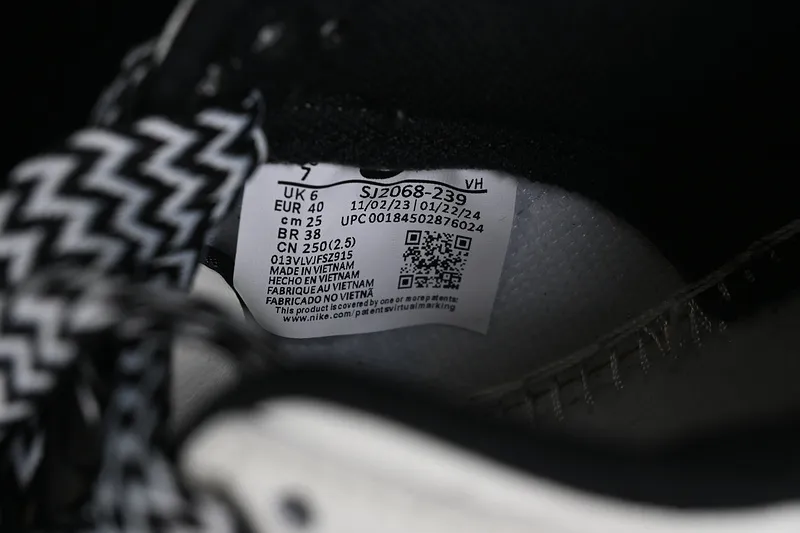 7
VH
UK 6
EUR 40
cm 25
BR 38
CN 250(2.5)
SJ2068-239
11/02/23 | 01/22/24
UPC 00184502876024
013VLVJFSZ915
MADE IN VIETNAM
HECHO EN VIETNAM
FABRIQUE AU VIETNAM
FABRICADO NO VIETNÃ
This product is covered by one or more patents:
www.nike.com/patentsvirtualmarking